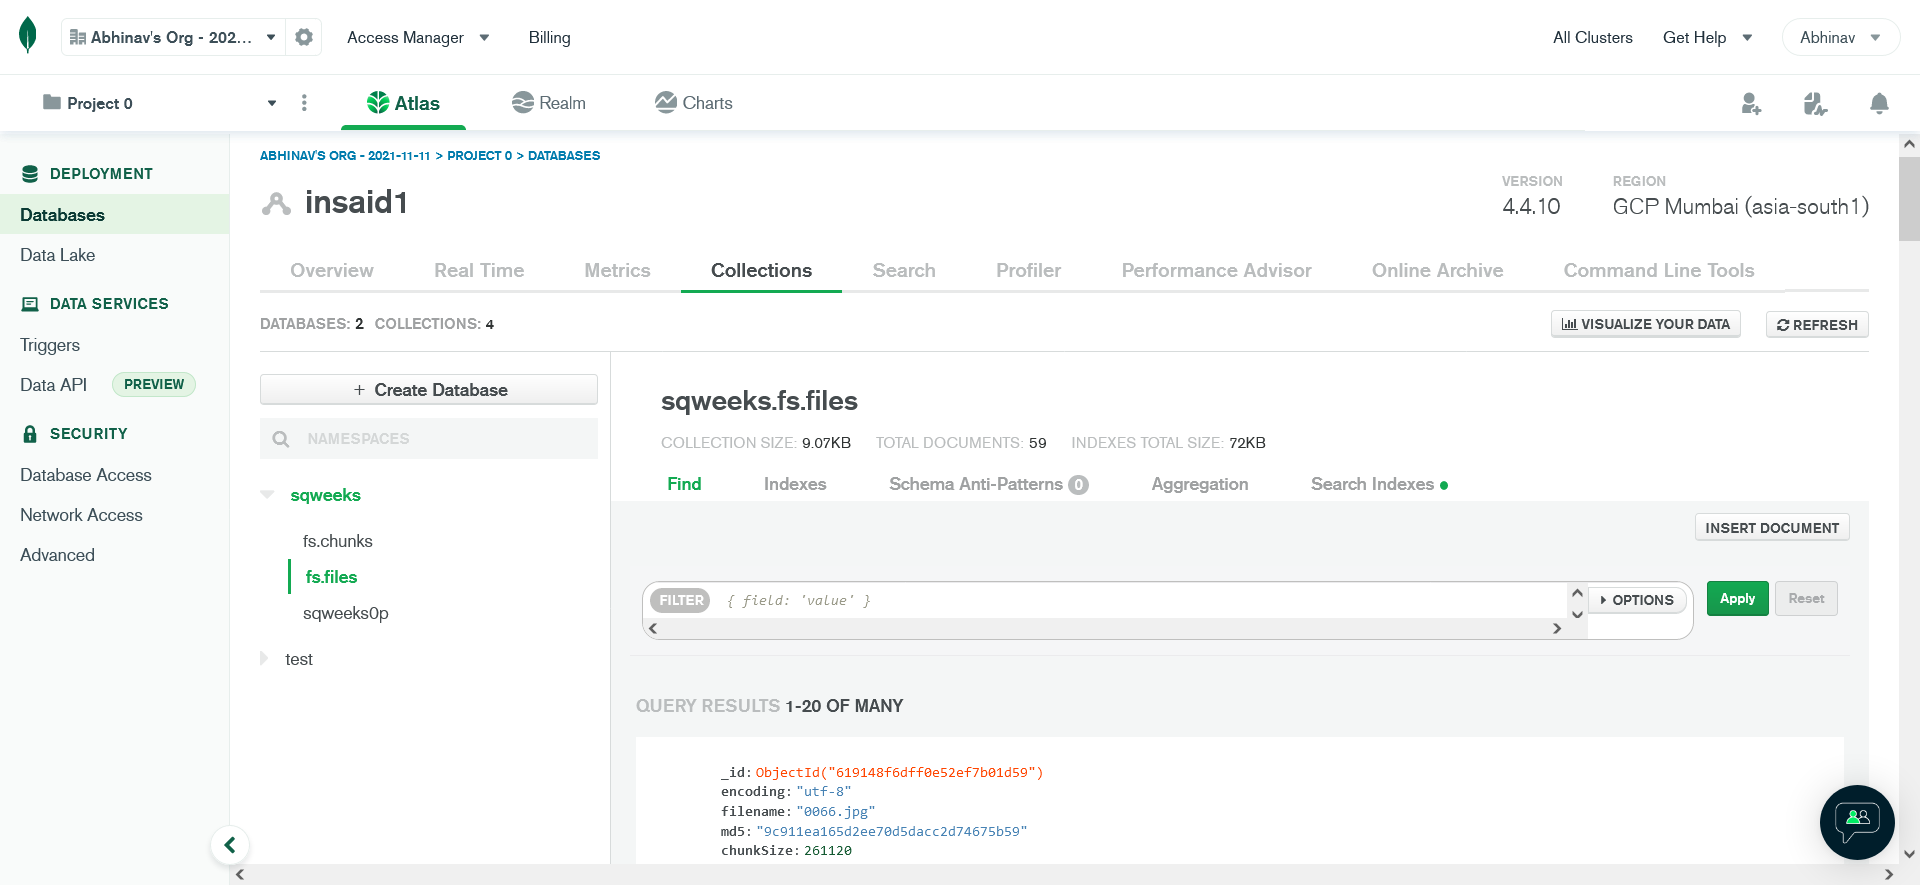 Abhinav's Org - 202... Access Manager Billing All Clusters Get Help Abhinav
Project 0 Atlas Realm Charts
DEPLOYMENT
Databases
Data Lake
DATA SERVICES
Triggers
Data API PREVIEW
SECURITY
Database Access
Network Access
Advanced
ABHINAV'S ORG - 2021-11-11 > PROJECT 0 > DATABASES
insaid1
VERSION
4.4.10
REGION
GCP Mumbai (asia-south1)
Overview Real Time Metrics Collections Search Profiler Performance Advisor Online Archive Command Line Tools
DATABASES: 2 COLLECTIONS: 4
VISUALIZE YOUR DATA REFRESH
+ Create Database
NAMESPACES
sqweeks
fs.chunks
fs.files
sqweeks0p
test
sqweeks.fs.files
COLLECTION SIZE: 9.07KB TOTAL DOCUMENTS: 59 INDEXES TOTAL SIZE: 72KB
Find Indexes Schema Anti-Patterns 0 Aggregation Search Indexes
INSERT DOCUMENT
FILTER { field: 'value' } OPTIONS Apply Reset
QUERY RESULTS 1-20 OF MANY
_id: ObjectId("619148f6dff0e52ef7b01d59")
encoding: "utf-8"
filename: "0066.jpg"
md5: "9c911ea165d2ee70d5dacc2d74675b59"
chunkSize: 261120